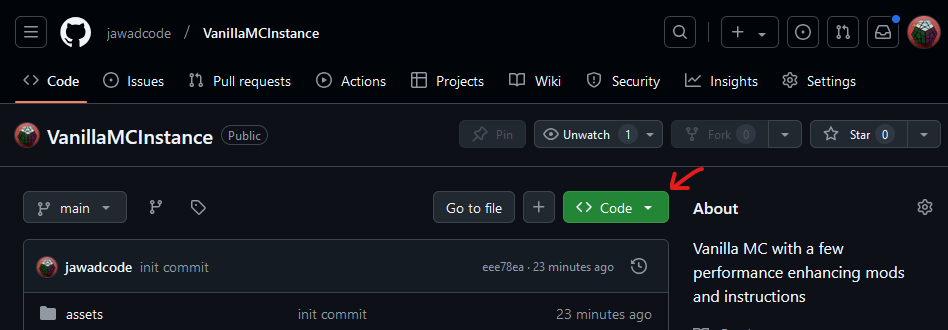 jawadcode / VanillaMCInstance
Code Issues Pull requests Actions Projects Wiki Security Insights Settings
VanillaMCInstance Public Pin Unwatch 1 Fork 0 Star 0
main Go to file Code
About
jawadcode init commit eee78ea · 23 minutes ago
assets init commit 23 minutes ago
Vanilla MC with a few
performance enhancing mods
and instructions